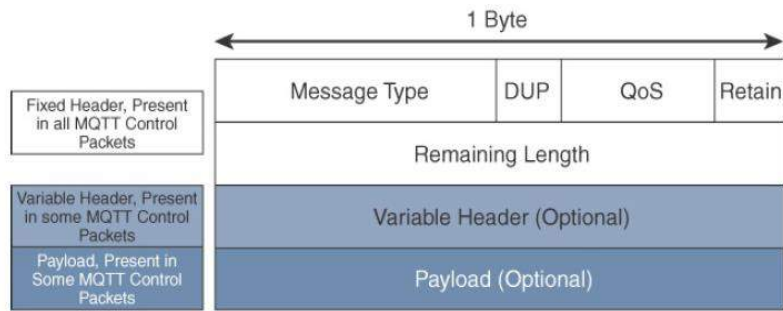 1 Byte
Message Type DUP QoS Retain
Fixed Header, Present
in all MQTT Control
Packets
Remaining Length
Variable Header, Present
in some MQTT Control
Packets
Variable Header (Optional)
Payload, Present in
Some MQTT Control
Packets
Payload (Optional)